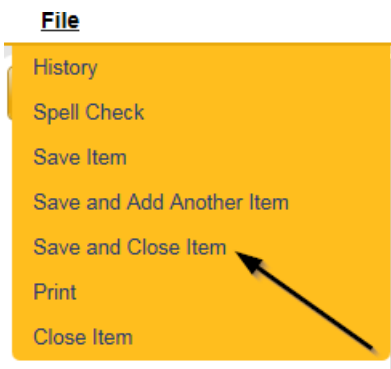 File
History
Spell Check
Save Item
Save and Add Another Item
Save and Close Item
Print
Close Item